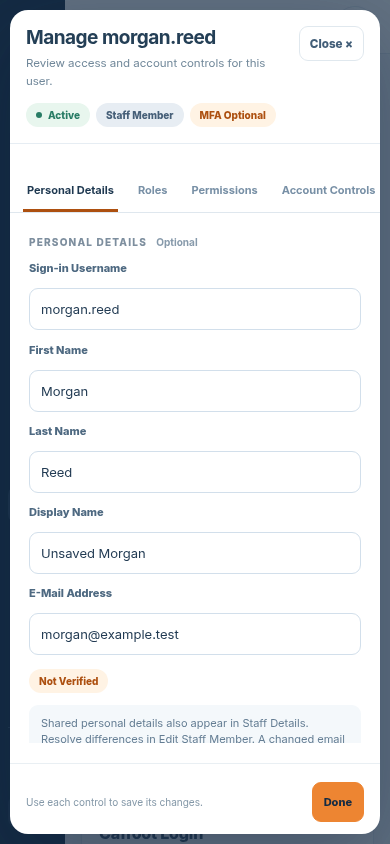 Manage morgan.reed
Close ×
Review access and account controls for this
user.
Active
Staff Member
MFA Optional
Personal Details
Roles
Permissions
Account Controls
PERSONAL DETAILS Optional
Sign-in Username
morgan.reed
First Name
Morgan
Last Name
Reed
Display Name
Unsaved Morgan
E-Mail Address
morgan@example.test
Not Verified
Shared personal details also appear in Staff Details.
Resolve differences in Edit Staff Member. A changed email
Use each control to save its changes.
Done
Cannot Login